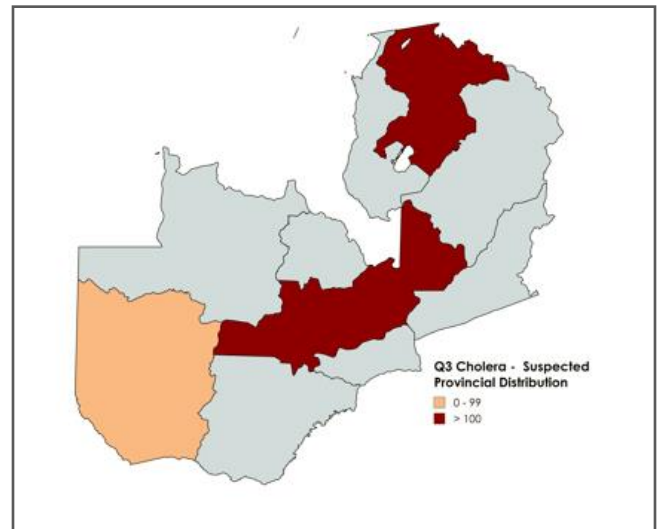 Q3 Cholera - Suspected
Provincial Distribution
0 - 99
> 100